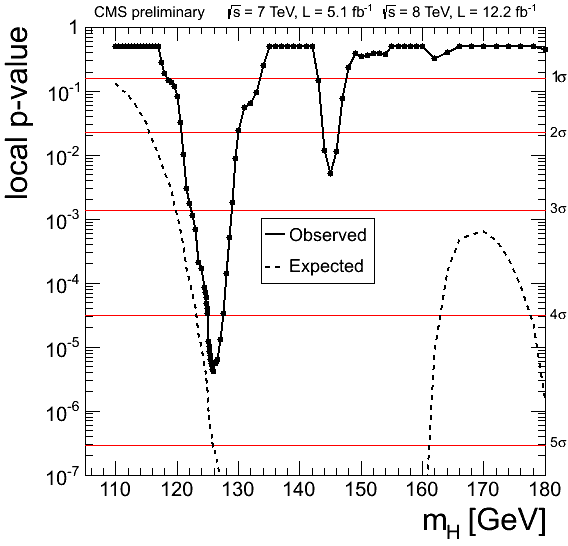 CMS preliminary √s = 7 TeV, L = 5.1 fb⁻¹ √s = 8 TeV, L = 12.2 fb⁻¹
local p-value
1
10⁻¹
10⁻²
10⁻³
10⁻⁴
10⁻⁵
10⁻⁶
10⁻⁷
1σ
2σ
3σ
4σ
5σ
Observed
Expected
110 120 130 140 150 160 170 180
m_H [GeV]